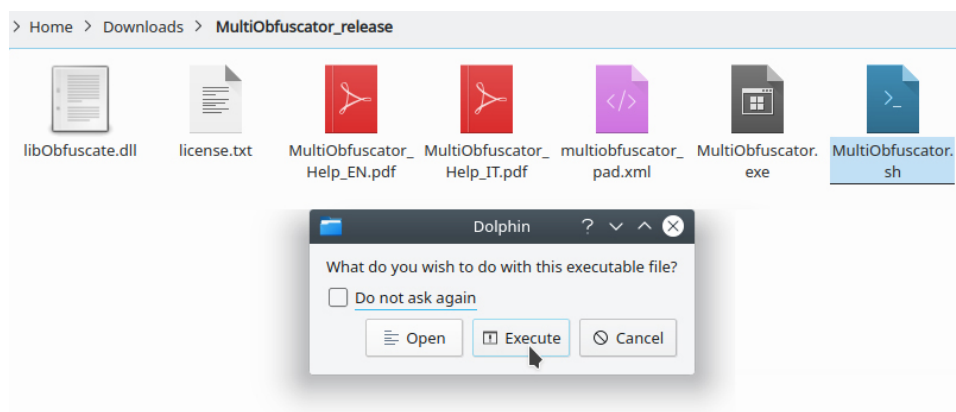 > Home > Downloads > MultiObfuscator_release
libObfuscate.dll
license.txt
MultiObfuscator_
Help_EN.pdf
MultiObfuscator_
Help_IT.pdf
multiobfuscator_
pad.xml
MultiObfuscator.
exe
MultiObfuscator.
sh
Dolphin
What do you wish to do with this executable file?
Do not ask again
Open
Execute
Cancel